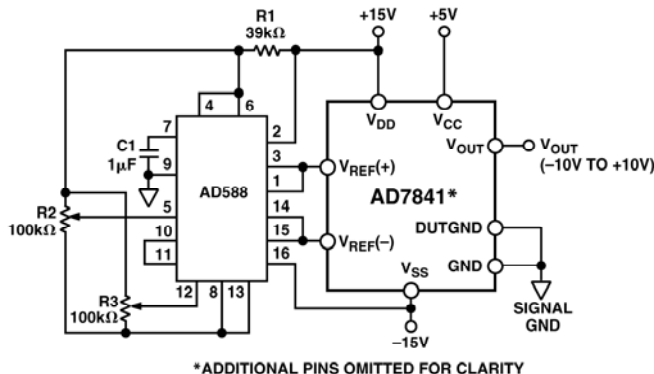 R1
39kΩ
+15V
+5V
4
6
VDD
VCC
7
2
VOUT
VOUT
(–10V TO +10V)
C1
1μF
3
VREF(+)
9
1
AD588
AD7841*
R2
100kΩ
5
14
DUTGND
10
15
VREF(–)
11
16
GND
VSS
R3
100kΩ
12
8
13
SIGNAL
GND
–15V
*ADDITIONAL PINS OMITTED FOR CLARITY